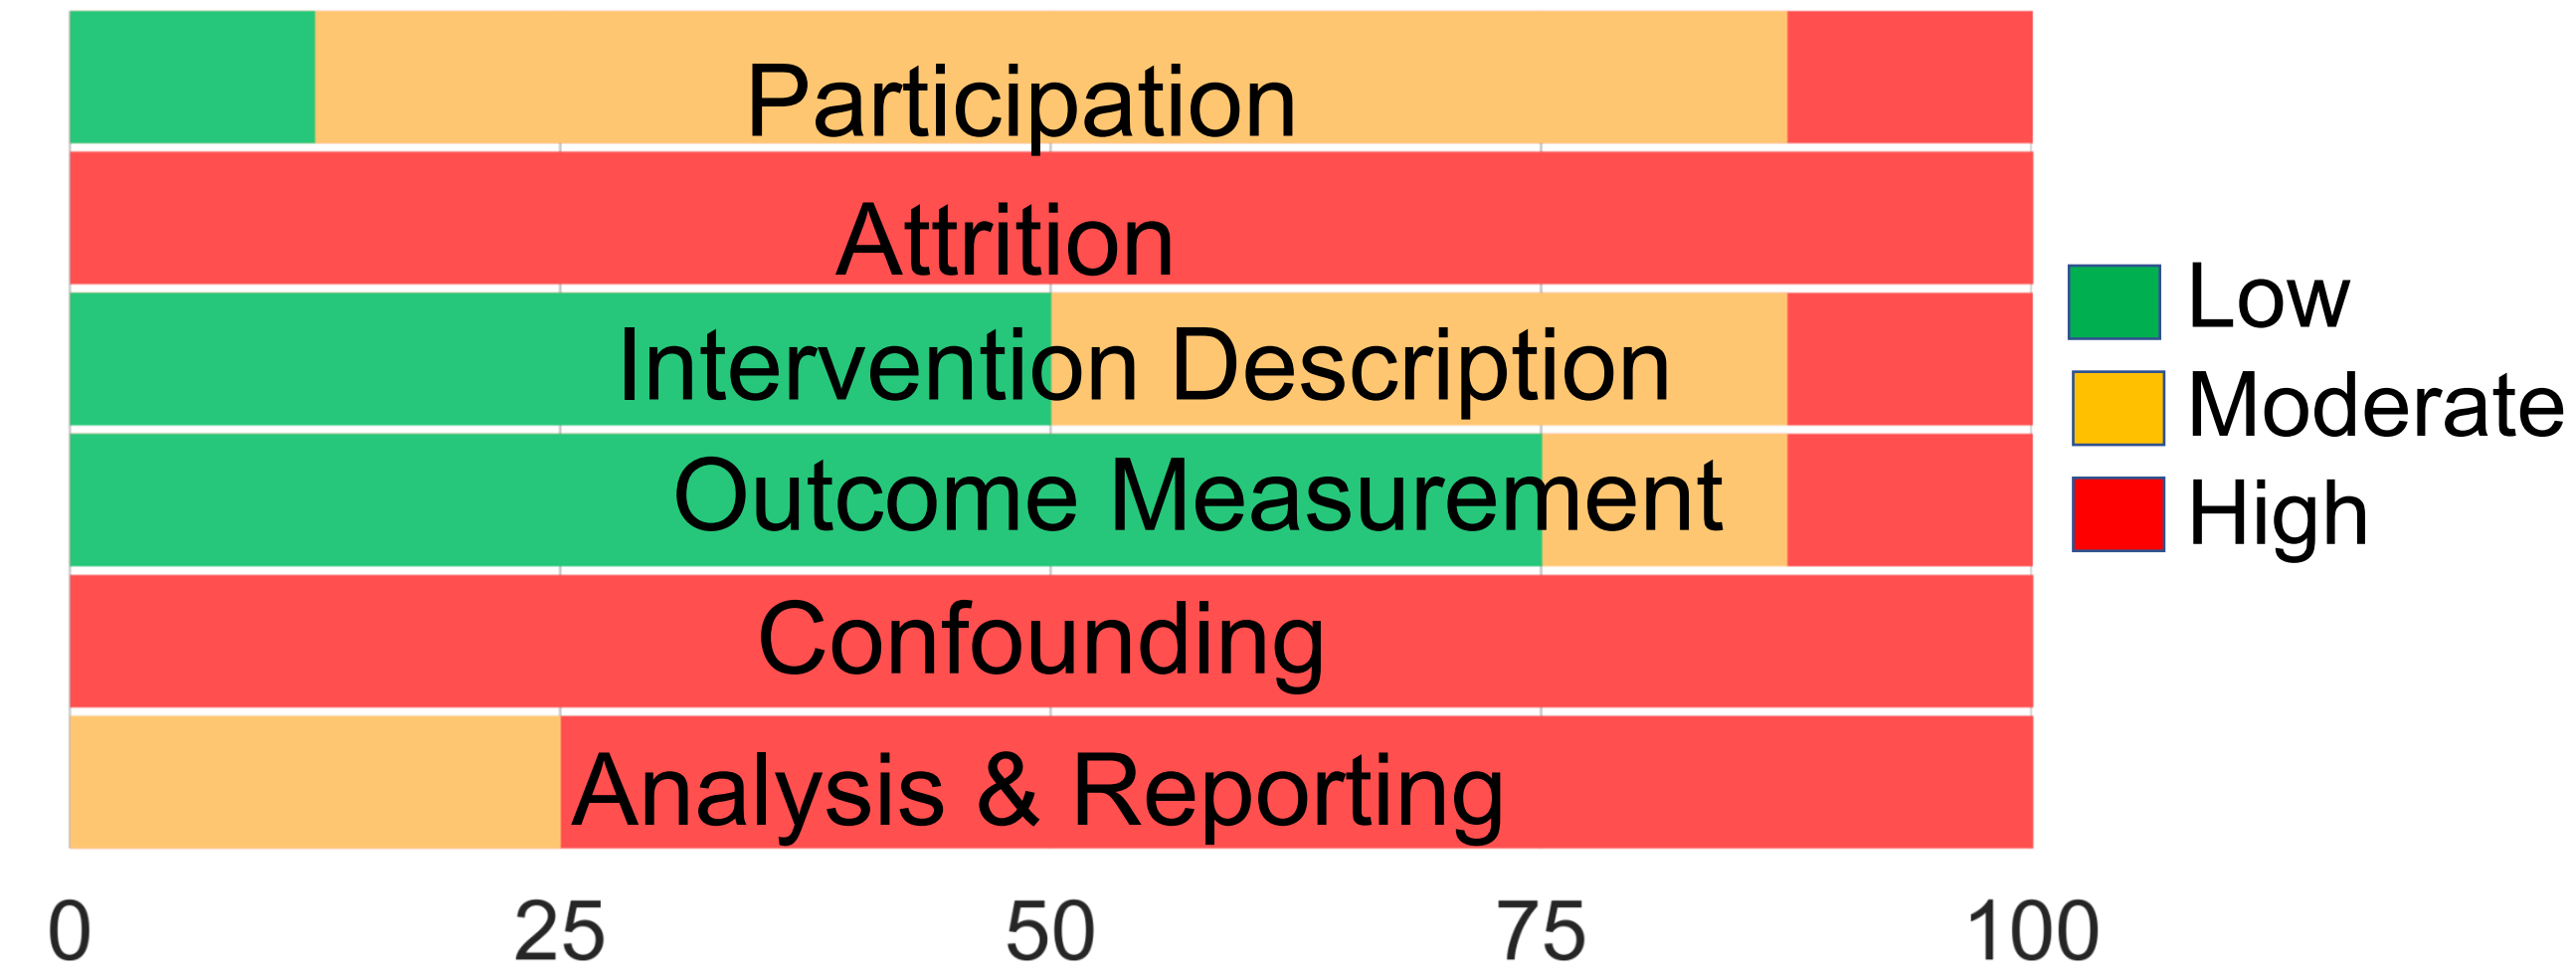 Participation
Attrition
Intervention Description
Outcome Measurement
Confounding
Analysis & Reporting
0 25 50 75 100
Low
Moderate
High